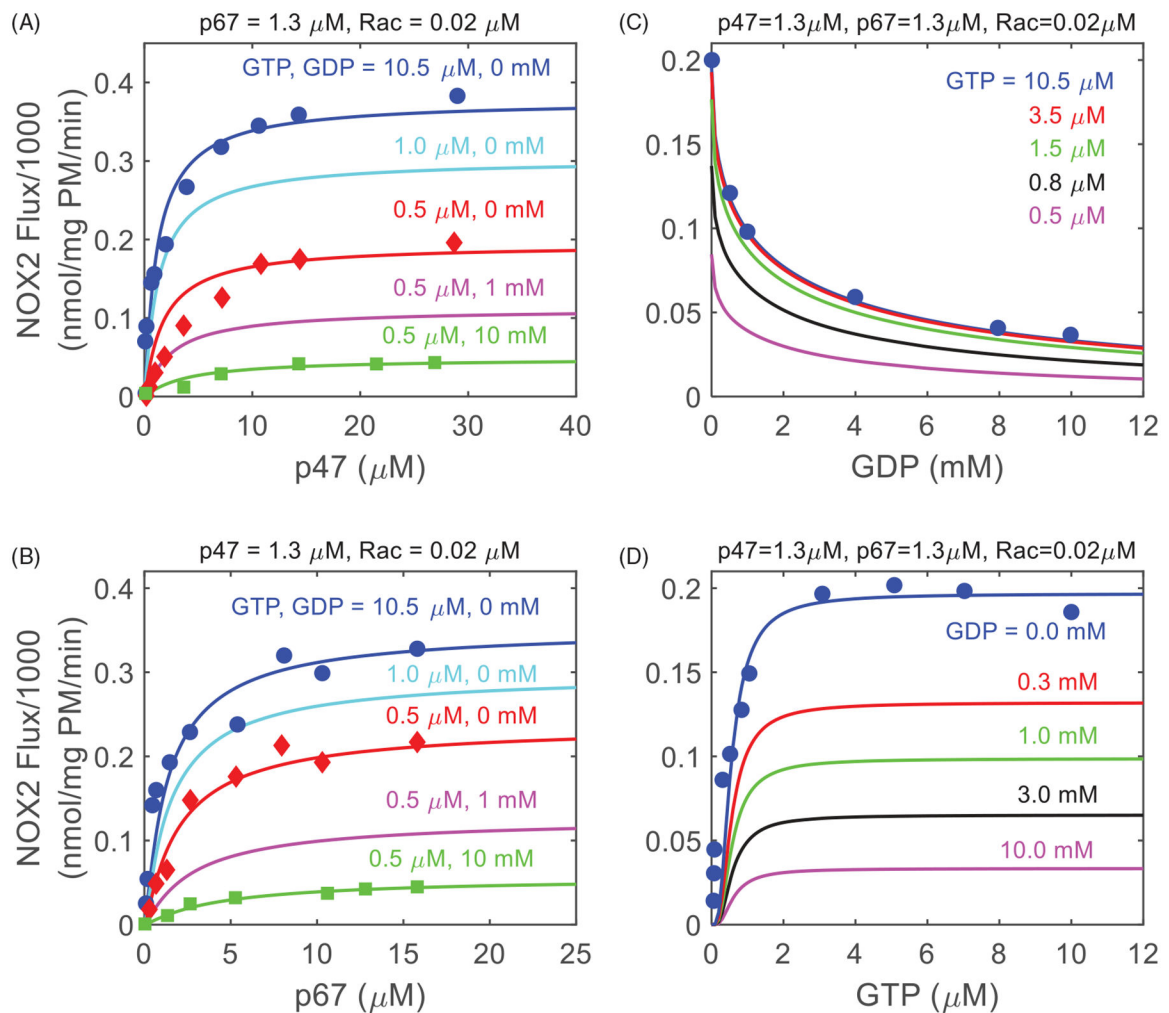 (A)
p67 = 1.3 μM, Rac = 0.02 μM
GTP, GDP = 10.5 μM, 0 mM
1.0 μM, 0 mM
0.5 μM, 0 mM
0.5 μM, 1 mM
0.5 μM, 10 mM
0.4
0.3
0.2
0.1
0
0 10 20 30 40
NOX2 Flux/1000
(nmol/mg PM/min)
p47 (μM)
(C)
p47=1.3μM, p67=1.3μM, Rac=0.02μM
GTP = 10.5 μM
3.5 μM
1.5 μM
0.8 μM
0.5 μM
0.2
0.15
0.1
0.05
0
0 2 4 6 8 10 12
GDP (mM)
(B)
p47 = 1.3 μM, Rac = 0.02 μM
GTP, GDP = 10.5 μM, 0 mM
1.0 μM, 0 mM
0.5 μM, 0 mM
0.5 μM, 1 mM
0.5 μM, 10 mM
0.4
0.3
0.2
0.1
0
0 5 10 15 20 25
NOX2 Flux/1000
(nmol/mg PM/min)
p67 (μM)
(D)
p47=1.3μM, p67=1.3μM, Rac=0.02μM
GDP = 0.0 mM
0.3 mM
1.0 mM
3.0 mM
10.0 mM
0.2
0.15
0.1
0.05
0
0 2 4 6 8 10 12
GTP (μM)